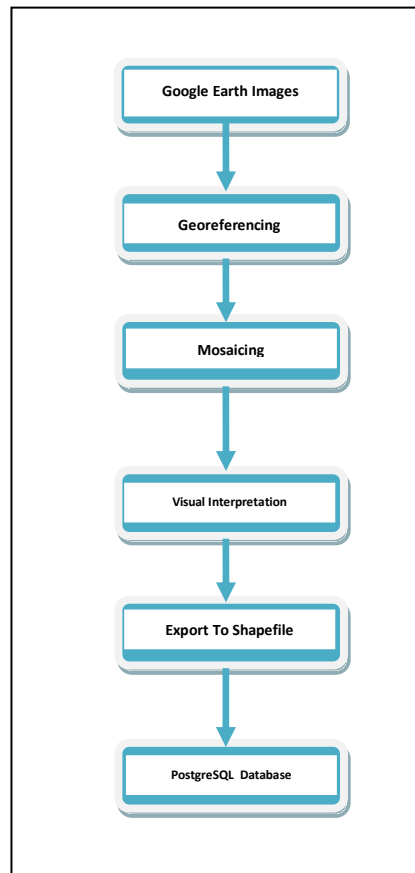 Google Earth Images
Georeferencing
Mosaicing
Visual Interpretation
Export To Shapefile
PostgreSQL Database